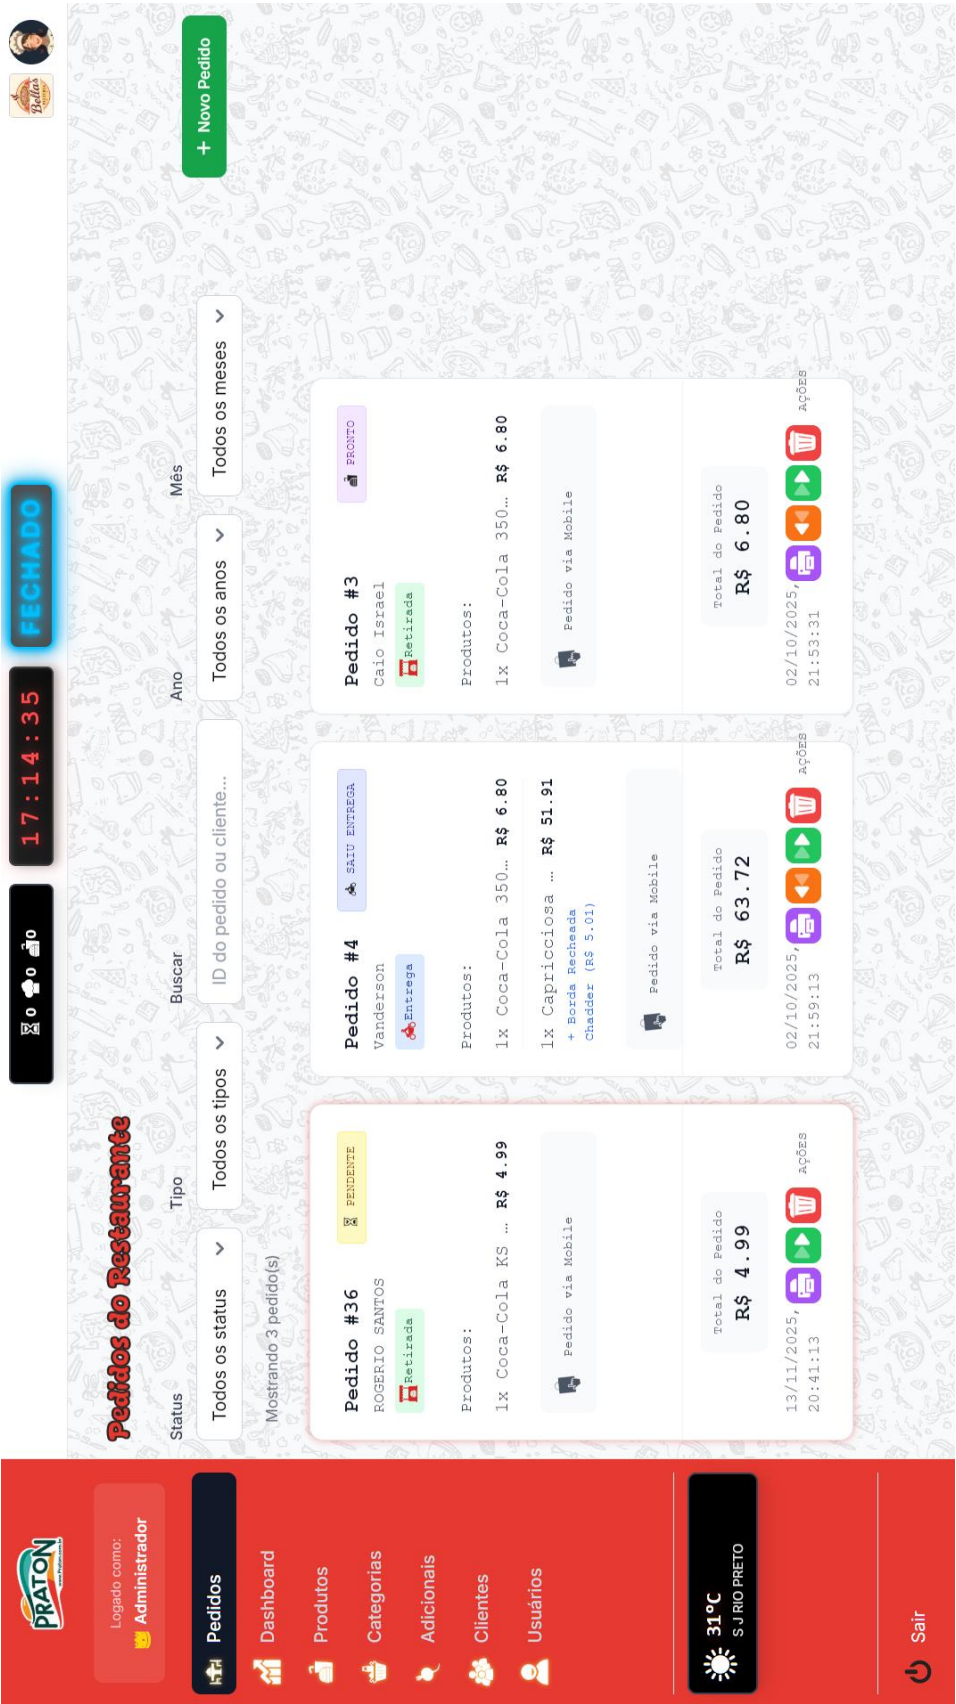 PRATON
www.Praton.com.br
Logado como:
Administrador
Pedidos
Dashboard
Produtos
Categorias
Adicionais
Clientes
Usuários
31°C
S J RIO PRETO
Sair
0 0 0
17:14:35
FECHADO
Bellas
Pedidos do Restaurante
Status
Todos os status
Tipo
Todos os tipos
Buscar
ID do pedido ou cliente...
Ano
Todos os anos
Mês
Todos os meses
+ Novo Pedido
Mostrando 3 pedido(s)
Pedido #36
PENDENTE
ROGERIO SANTOS
Retirada
Produtos:
1x Coca-Cola KS … R$ 4.99
Pedido via Mobile
Total do Pedido
R$ 4.99
13/11/2025,
20:41:13
AÇÕES
Pedido #4
SAIU ENTREGA
Vanderson
Entrega
Produtos:
1x Coca-Cola 350… R$ 6.80
1x Capricciosa … R$ 51.91
+ Borda Recheada
Chadder (R$ 5.01)
Pedido via Mobile
Total do Pedido
R$ 63.72
02/10/2025,
21:59:13
AÇÕES
Pedido #3
PRONTO
Caio Israel
Retirada
Produtos:
1x Coca-Cola 350… R$ 6.80
Pedido via Mobile
Total do Pedido
R$ 6.80
02/10/2025,
21:53:31
AÇÕES